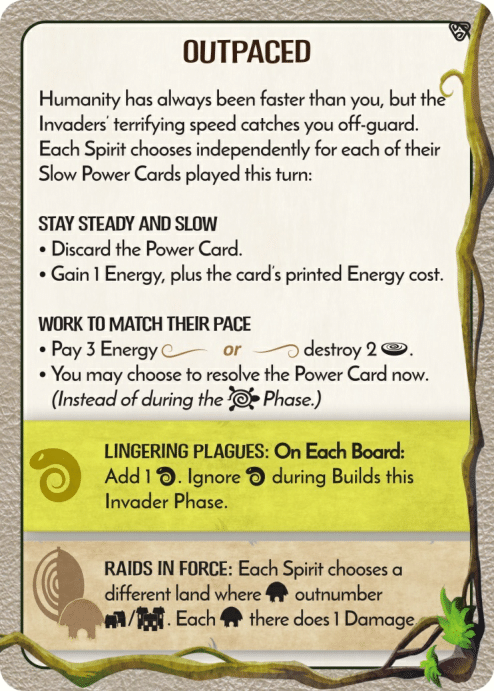 OUTPACED
Humanity has always been faster than you, but the
Invaders' terrifying speed catches you off-guard.
Each Spirit chooses independently for each of their
Slow Power Cards played this turn:
STAY STEADY AND SLOW
• Discard the Power Card.
• Gain 1 Energy, plus the card's printed Energy cost.
WORK TO MATCH THEIR PACE
• Pay 3 Energy or destroy 2 .
• You may choose to resolve the Power Card now.
(Instead of during the Phase.)
LINGERING PLAGUES: On Each Board:
Add 1 . Ignore during Builds this
Invader Phase.
RAIDS IN FORCE: Each Spirit chooses a
different land where outnumber
/ . Each there does 1 Damage.